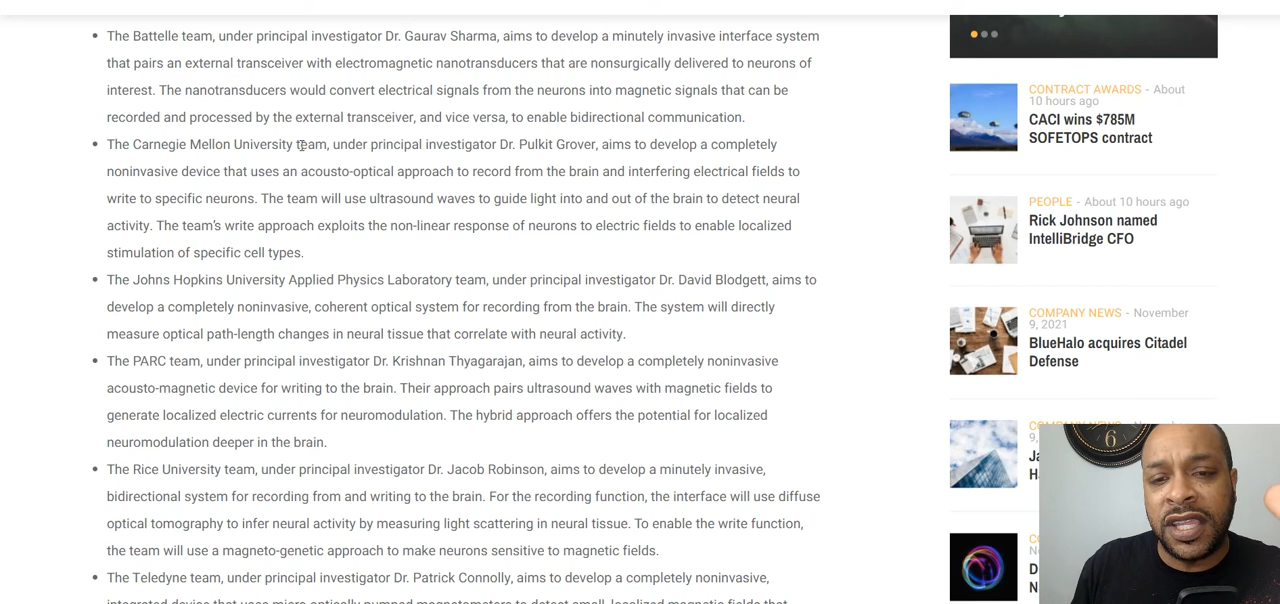 The Battelle team, under principal investigator Dr. Gaurav Sharma, aims to develop a minutely invasive interface system
that pairs an external transceiver with electromagnetic nanotransducers that are nonsurgically delivered to neurons of
interest. The nanotransducers would convert electrical signals from the neurons into magnetic signals that can be
recorded and processed by the external transceiver, and vice versa, to enable bidirectional communication.
The Carnegie Mellon University team, under principal investigator Dr. Pulkit Grover, aims to develop a completely
noninvasive device that uses an acousto-optical approach to record from the brain and interfering electrical fields to
write to specific neurons. The team will use ultrasound waves to guide light into and out of the brain to detect neural
activity. The team's write approach exploits the non-linear response of neurons to electric fields to enable localized
stimulation of specific cell types.
The Johns Hopkins University Applied Physics Laboratory team, under principal investigator Dr. David Blodgett, aims to
develop a completely noninvasive, coherent optical system for recording from the brain. The system will directly
measure optical path-length changes in neural tissue that correlate with neural activity.
The PARC team, under principal investigator Dr. Krishnan Thyagarajan, aims to develop a completely noninvasive
acousto-magnetic device for writing to the brain. Their approach pairs ultrasound waves with magnetic fields to
generate localized electric currents for neuromodulation. The hybrid approach offers the potential for localized
neuromodulation deeper in the brain.
The Rice University team, under principal investigator Dr. Jacob Robinson, aims to develop a minutely invasive,
bidirectional system for recording from and writing to the brain. For the recording function, the interface will use diffuse
optical tomography to infer neural activity by measuring light scattering in neural tissue. To enable the write function,
the team will use a magneto-genetic approach to make neurons sensitive to magnetic fields.
The Teledyne team, under principal investigator Dr. Patrick Connolly, aims to develop a completely noninvasive,
integrated device that uses micro optically pumped magnetometers to detect small, localized magnetic fields that
CONTRACT AWARDS - About
10 hours ago
CACI wins $785M
SOFETOPS contract
PEOPLE - About 10 hours ago
Rick Johnson named
IntelliBridge CFO
COMPANY NEWS - November
9, 2021
BlueHalo acquires Citadel
Defense
6